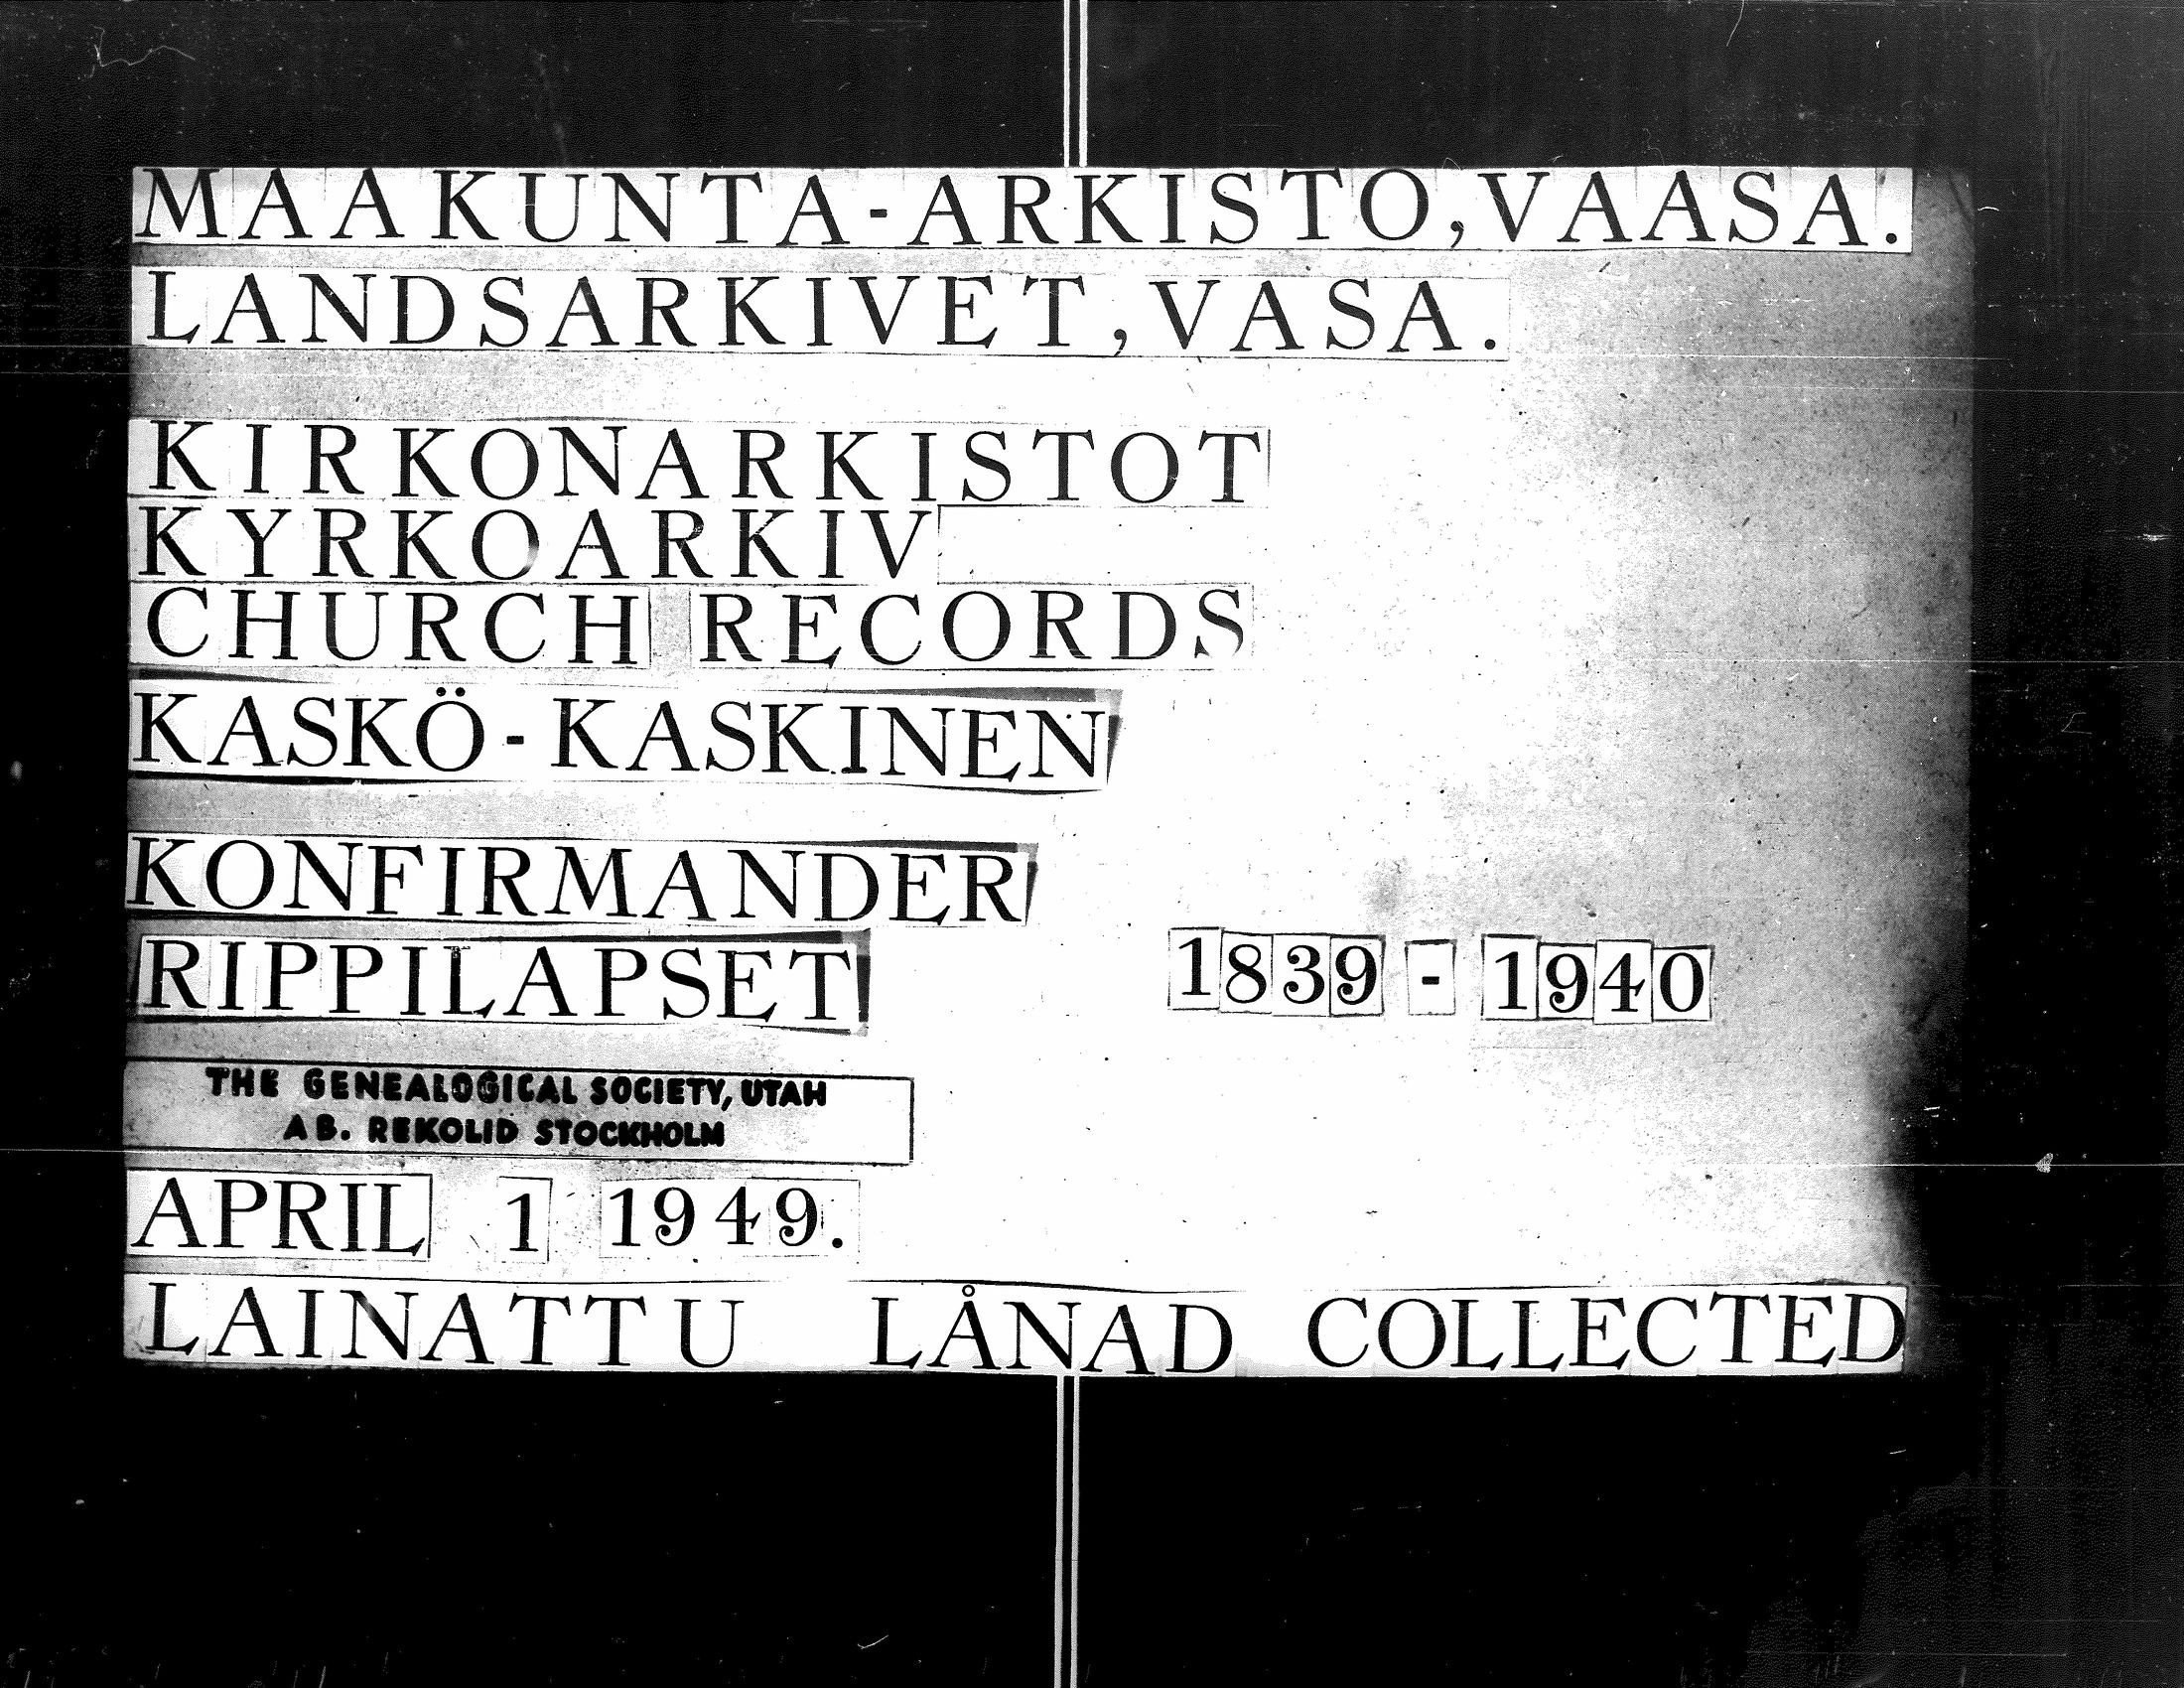 MAAKUNTA-ARKISTO, VAASA.
LANDSARKIVET, VASA.
KIRKONARKISTOT
KYRKOARKIV
CHURCH RECORDS
KASKÖ-KASKINEN
KONFIRMANDER
RIPPILAPSET 1839 - 1940
THE GENEALOGICAL SOCIETY, UTAH
AB. REKOLID STOCKHOLM
APRIL 1 1949.
LAINATTU LÅNAD COLLECTED